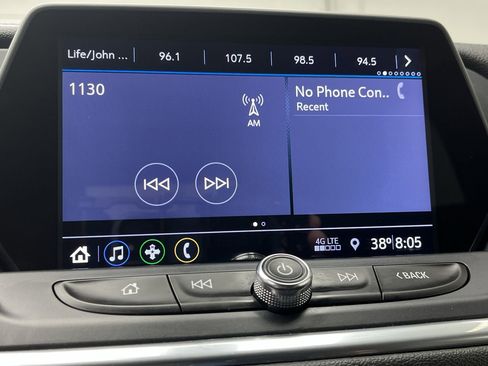 Life/John ... 96.1 107.5 98.5 94.5
1130
AM
No Phone Con..
Recent
4G LTE 38° 8:05
BACK